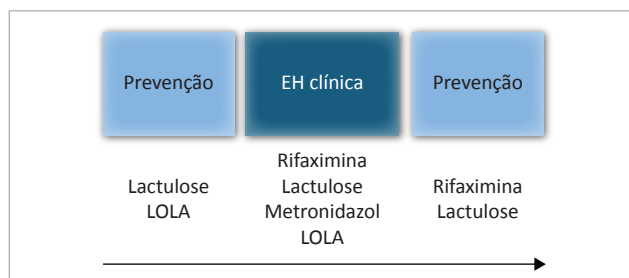 Prevenção
EH clínica
Prevenção
Lactulose
LOLA
Rifaximina
Lactulose
Metronidazol
LOLA
Rifaximina
Lactulose